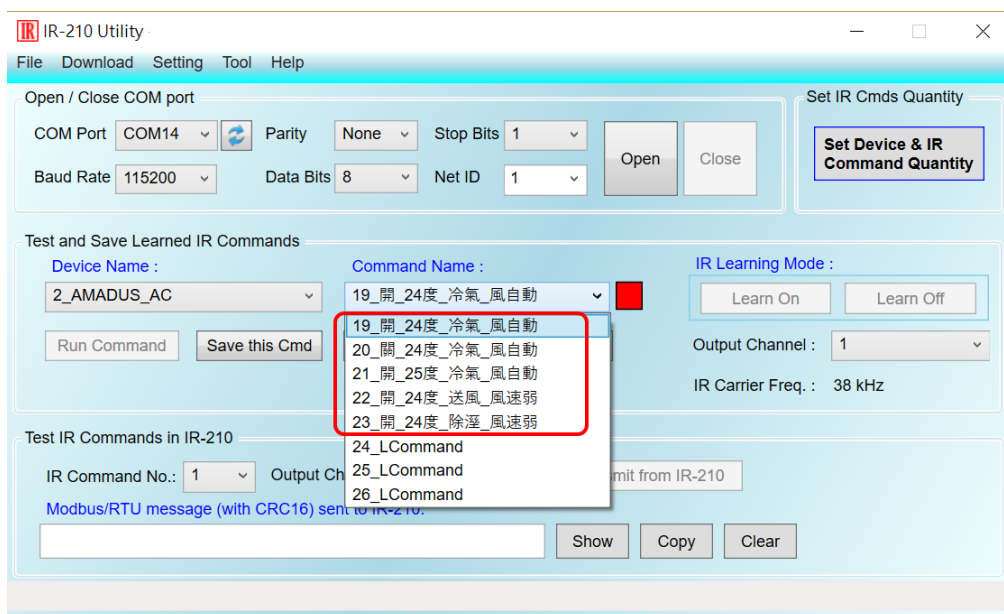 IR IR-210 Utility
File Download Setting Tool Help
Open / Close COM port
COM Port COM14 Parity None Stop Bits 1
Baud Rate 115200 Data Bits 8 Net ID 1
Open Close
Set IR Cmds Quantity
Set Device & IR
Command Quantity
Test and Save Learned IR Commands
Device Name :
2_AMADUS_AC
Run Command Save this Cmd
Command Name :
19_開_24度_冷氣_風自動
19_開_24度_冷氣_風自動
20_關_24度_冷氣_風自動
21_開_25度_冷氣_風自動
22_開_24度_送風_風速弱
23_開_24度_除溼_風速弱
24_LCommand
25_LCommand
26_LCommand
IR Learning Mode :
Learn On Learn Off
Output Channel : 1
IR Carrier Freq. : 38 kHz
Test IR Commands in IR-210
IR Command No.: 1 Output Ch mit from IR-210
Modbus/RTU message (with CRC16) sent to IR-210:
Show Copy Clear